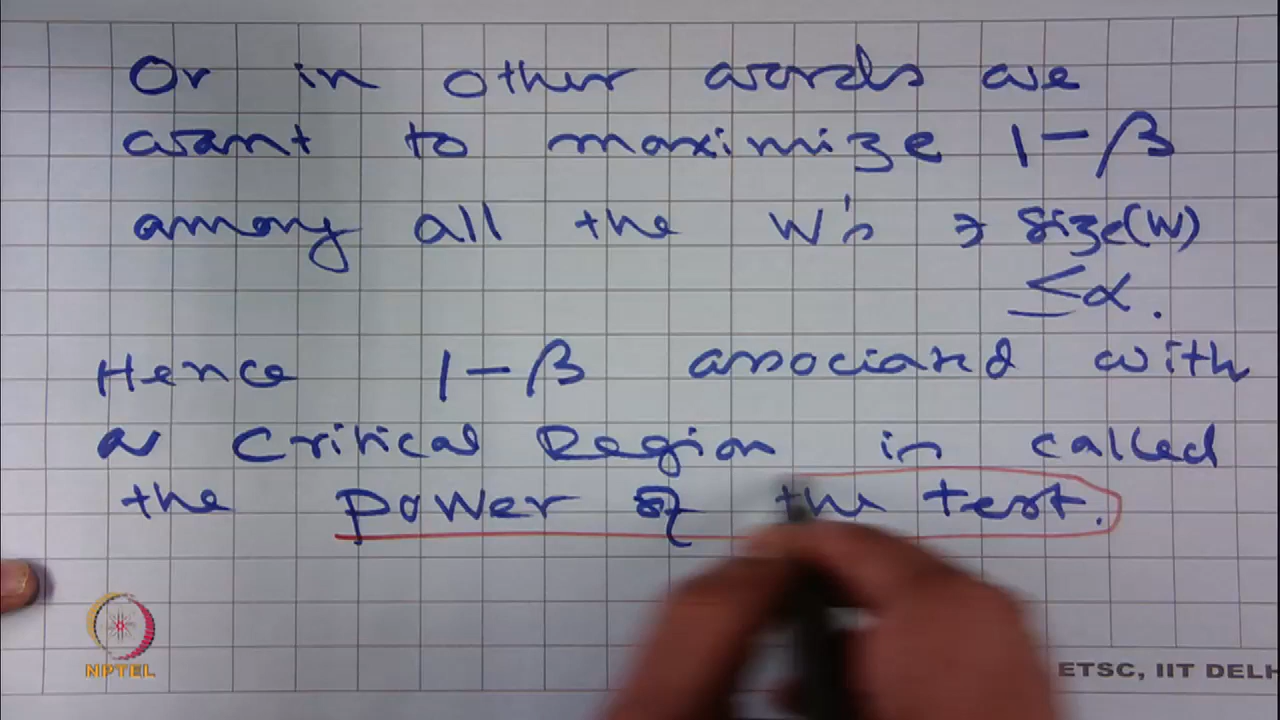 Or in other words we
want to maximize 1-β
among all the W's ∋ size(W)
≤α.
Hence 1-β associated with
a Critical Region is called
the power of the test.
NPTEL
ETSC, IIT DELH